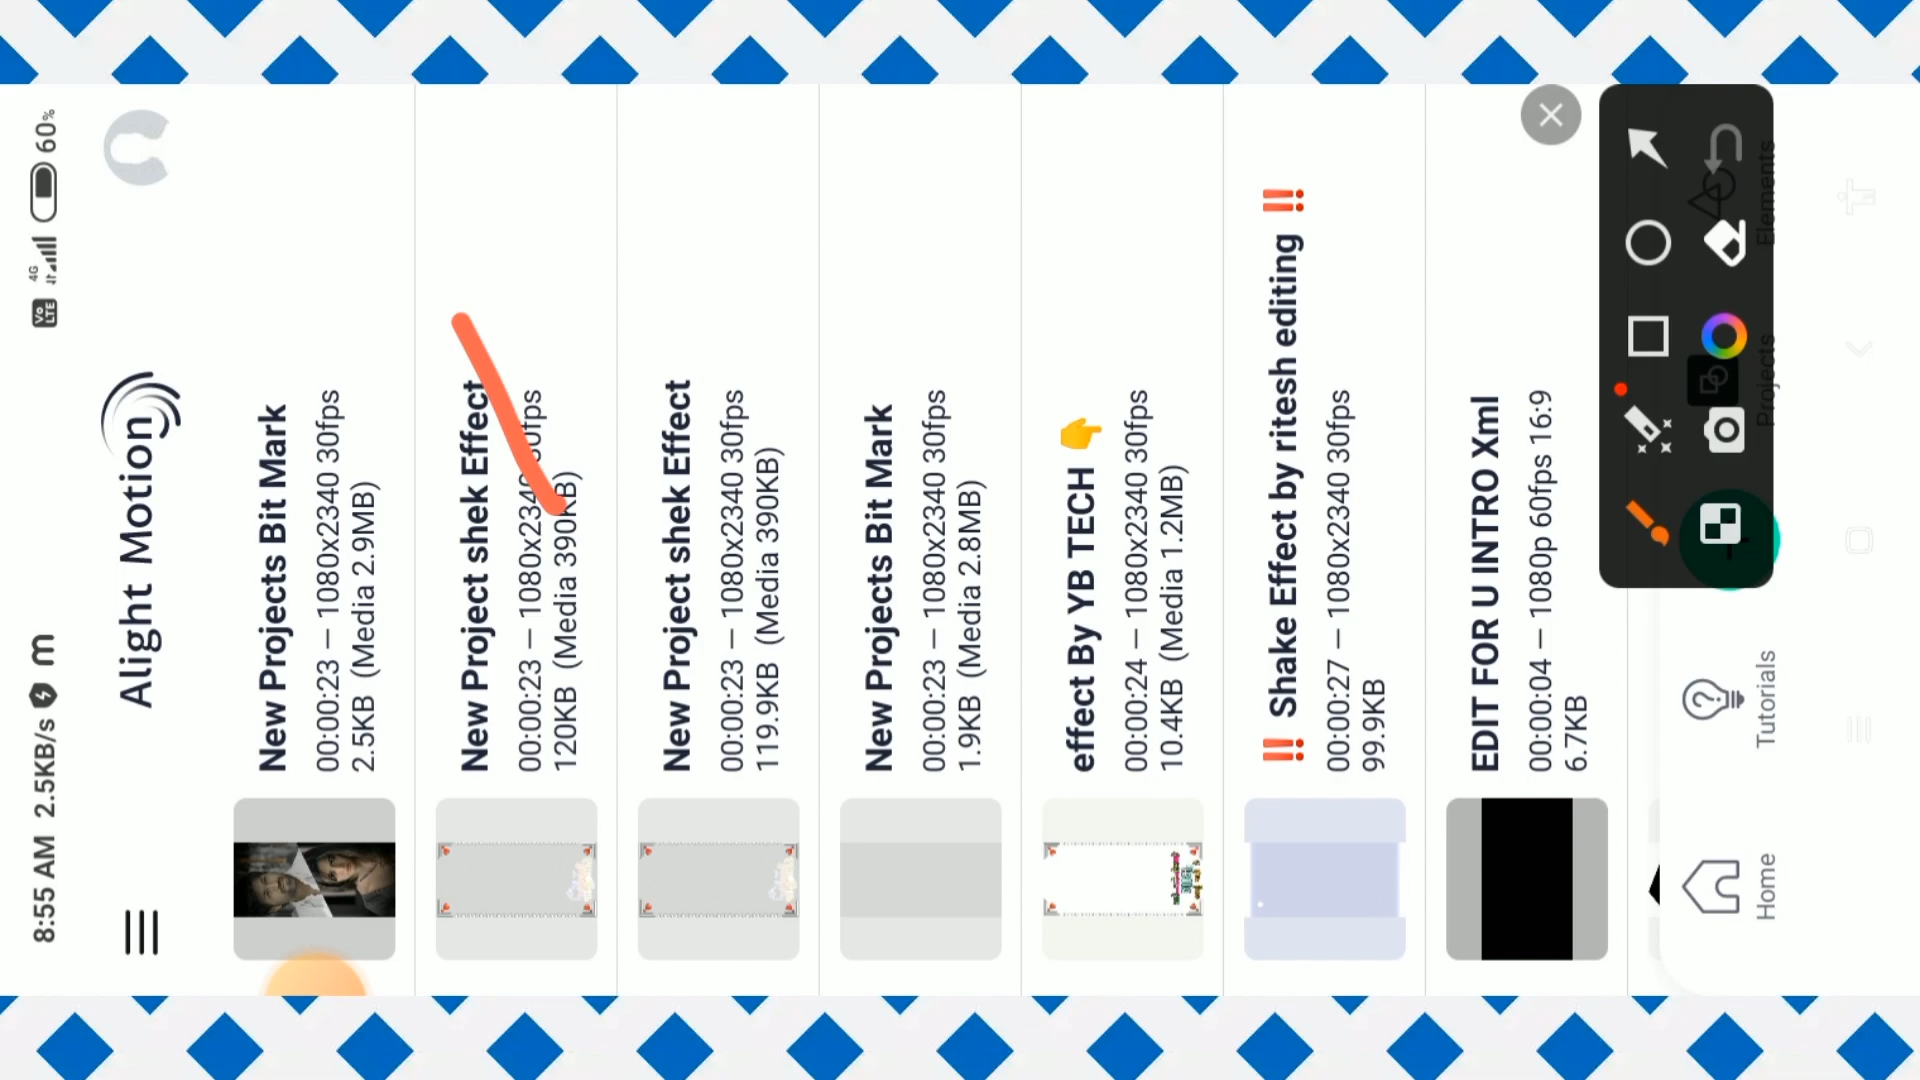 8:55 AM 2.5KB/s m Vo LTE 4G 60%
Alight Motion
New Projects Bit Mark
00:00:23 — 1080x2340 30fps
2.5KB (Media 2.9MB)
New Project shek Effect
00:00:23 — 1080x2340 30fps
120KB (Media 390KB)
New Project shek Effect
00:00:23 — 1080x2340 30fps
119.9KB (Media 390KB)
New Projects Bit Mark
00:00:23 — 1080x2340 30fps
1.9KB (Media 2.8MB)
effect By YB TECH 👉
00:00:24 — 1080x2340 30fps
10.4KB (Media 1.2MB)
‼️ Shake Effect by ritesh editing ‼️
00:00:27 — 1080x2340 30fps
99.9KB
EDIT FOR U INTRO Xml
00:00:04 — 1080p 60fps 16:9
6.7KB
Home
Tutorials
Projects
Elements